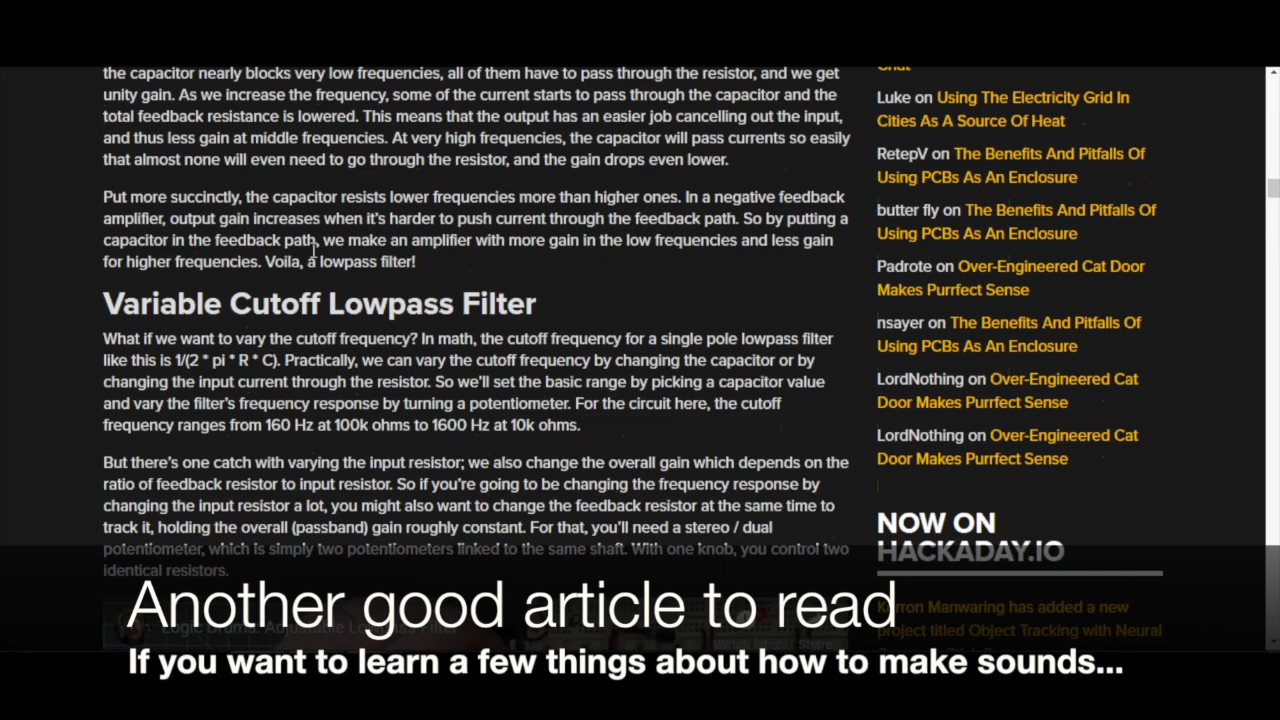 the capacitor nearly blocks very low frequencies, all of them have to pass through the resistor, and we get
unity gain. As we increase the frequency, some of the current starts to pass through the capacitor and the
total feedback resistance is lowered. This means that the output has an easier job cancelling out the input,
and thus less gain at middle frequencies. At very high frequencies, the capacitor will pass currents so easily
that almost none will even need to go through the resistor, and the gain drops even lower.
Put more succinctly, the capacitor resists lower frequencies more than higher ones. In a negative feedback
amplifier, output gain increases when it's harder to push current through the feedback path. So by putting a
capacitor in the feedback path, we make an amplifier with more gain in the low frequencies and less gain
for higher frequencies. Voila, a lowpass filter!
Variable Cutoff Lowpass Filter
What if we want to vary the cutoff frequency? In math, the cutoff frequency for a single pole lowpass filter
like this is 1/(2 * pi * R * C). Practically, we can vary the cutoff frequency by changing the capacitor or by
changing the input current through the resistor. So we'll set the basic range by picking a capacitor value
and vary the filter's frequency response by turning a potentiometer. For the circuit here, the cutoff
frequency ranges from 160 Hz at 100k ohms to 1600 Hz at 10k ohms.
But there's one catch with varying the input resistor; we also change the overall gain which depends on the
ratio of feedback resistor to input resistor. So if you're going to be changing the frequency response by
changing the input resistor a lot, you might also want to change the feedback resistor at the same time to
track it, holding the overall (passband) gain roughly constant. For that, you'll need a stereo / dual
potentiometer, which is simply two potentiometers linked to the same shaft. With one knob, you control two
identical resistors.
Logic Drums: Adjustable Lowpass Filter
Share
Chat
Luke on Using The Electricity Grid In
Cities As A Source Of Heat
RetepV on The Benefits And Pitfalls Of
Using PCBs As An Enclosure
butter fly on The Benefits And Pitfalls Of
Using PCBs As An Enclosure
Padrote on Over-Engineered Cat Door
Makes Purrfect Sense
nsayer on The Benefits And Pitfalls Of
Using PCBs As An Enclosure
LordNothing on Over-Engineered Cat
Door Makes Purrfect Sense
LordNothing on Over-Engineered Cat
Door Makes Purrfect Sense
NOW ON
HACKADAY.IO
Kerron Manwaring has added a new
project titled Object Tracking with Neural
Another good article to read
If you want to learn a few things about how to make sounds...